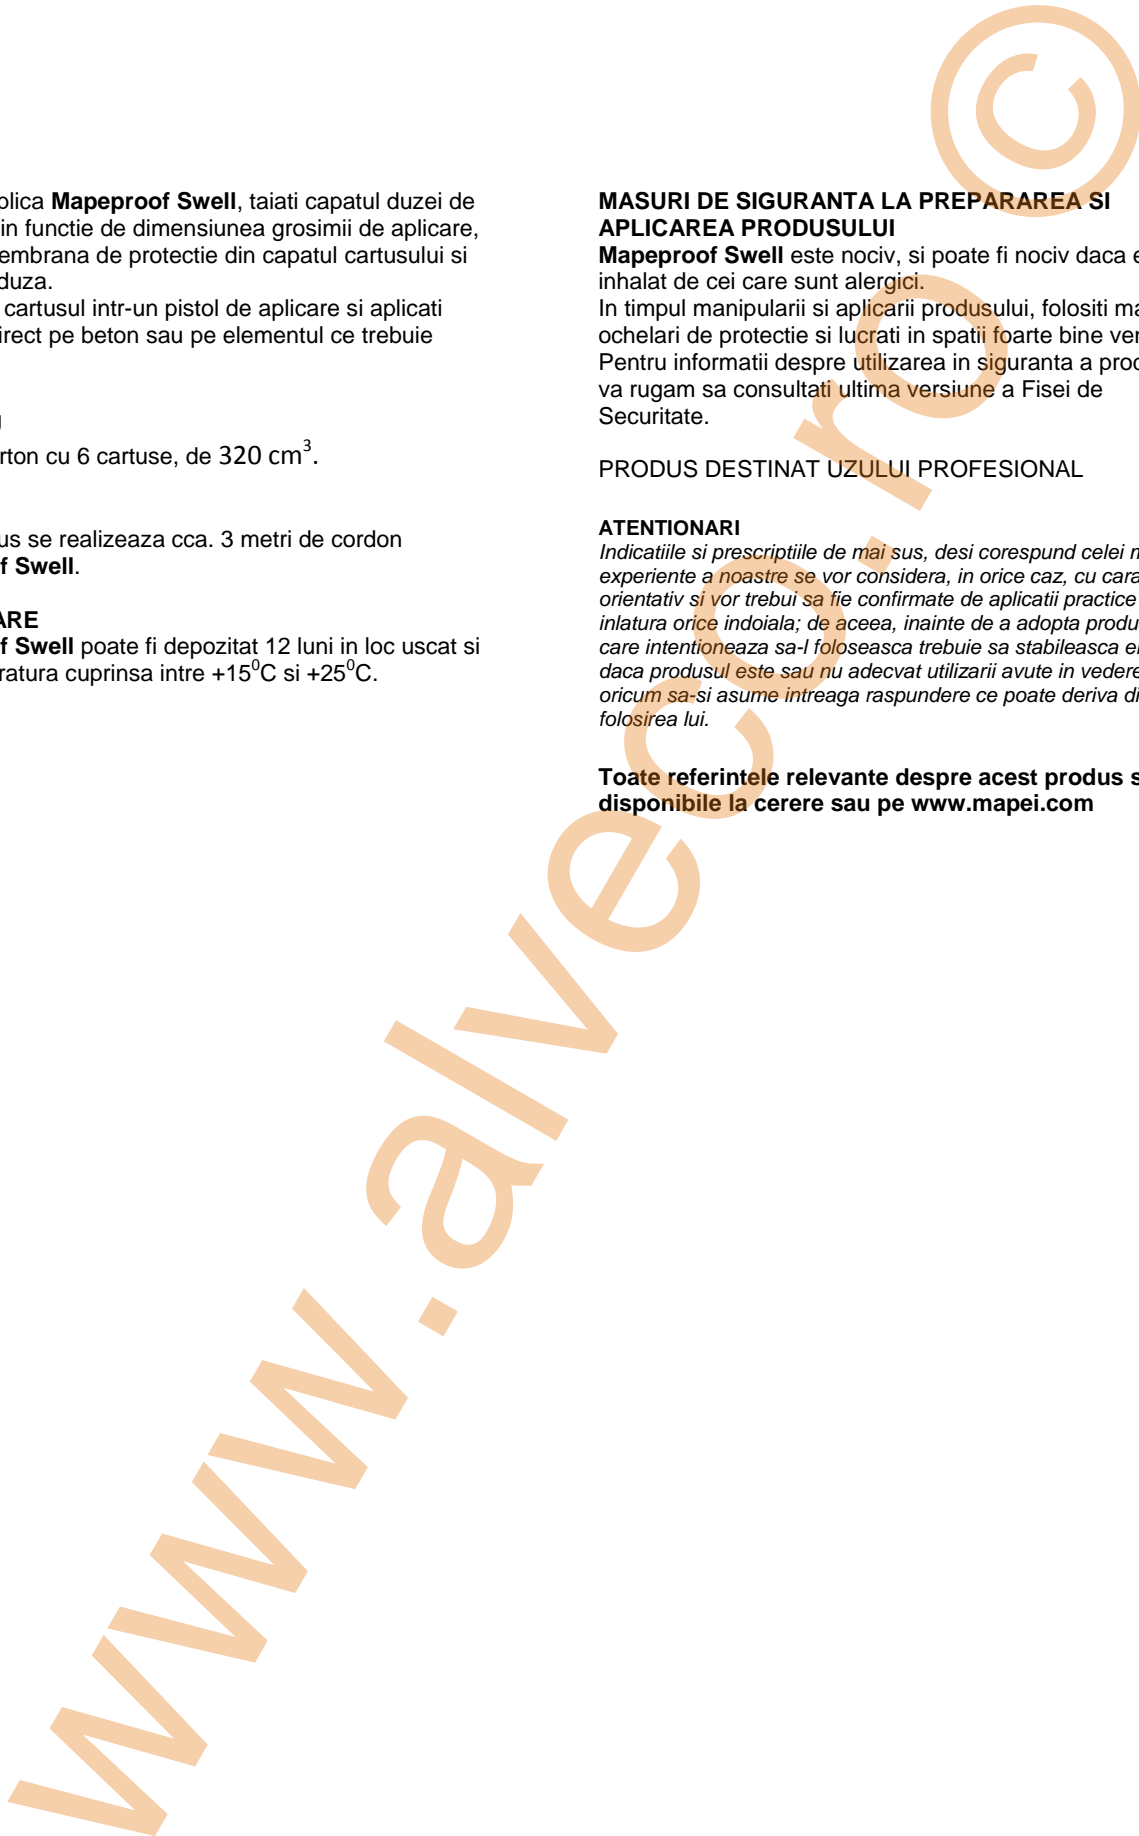 plica Mapeproof Swell, taiati capatul duzei de
in functie de dimensiunea grosimii de aplicare,
embrana de protectie din capatul cartusului si
duza.
cartusul intr-un pistol de aplicare si aplicati
irect pe beton sau pe elementul ce trebuie
rton cu 6 cartuse, de 320 cm³.
us se realizeaza cca. 3 metri de cordon
f Swell.
ARE
f Swell poate fi depozitat 12 luni in loc uscat si
ratura cuprinsa intre +15⁰C si +25⁰C.
MASURI DE SIGURANTA LA PREPARAREA SI
APLICAREA PRODUSULUI
Mapeproof Swell este nociv, si poate fi nociv daca e
inhalat de cei care sunt alergici.
In timpul manipularii si aplicarii produsului, folositi ma
ochelari de protectie si lucrati in spatii foarte bine ver
Pentru informatii despre utilizarea in siguranta a prod
va rugam sa consultati ultima versiune a Fisei de
Securitate.
PRODUS DESTINAT UZULUI PROFESIONAL
ATENTIONARI
Indicatiile si prescriptiile de mai sus, desi corespund celei m
experiente a noastre se vor considera, in orice caz, cu cara
orientativ si vor trebui sa fie confirmate de aplicatii practice
inlatura orice indoiala; de aceea, inainte de a adopta produ
care intentioneaza sa-l foloseasca trebuie sa stabileasca el
daca produsul este sau nu adecvat utilizarii avute in vedere
oricum sa-si asume intreaga raspundere ce poate deriva di
folosirea lui.
Toate referintele relevante despre acest produs s
disponibile la cerere sau pe www.mapei.com
www.alveco.ro ©